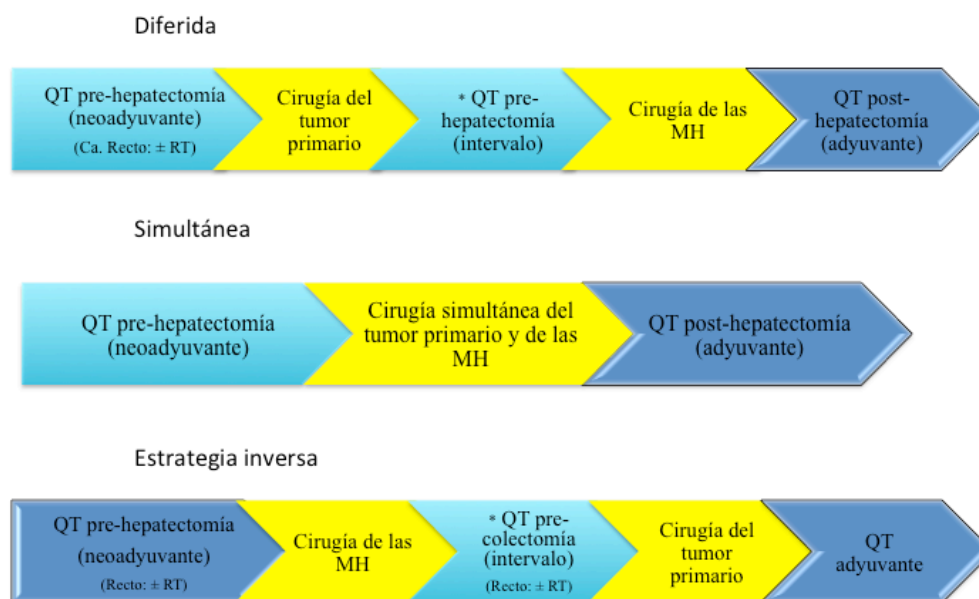 Diferida
QT pre-hepatectomía
(neoadyuvante)
(Ca. Recto: ± RT)
Cirugía del
tumor
primario
* QT pre-
hepatectomía
(intervalo)
Cirugía de las
MH
QT post-
hepatectomía
(adyuvante)
Simultánea
QT pre-hepatectomía
(neoadyuvante)
Cirugía simultánea del
tumor primario y de las
MH
QT post-hepatectomía
(adyuvante)
Estrategia inversa
QT pre-hepatectomía
(neoadyuvante)
(Recto: ± RT)
Cirugía de las
MH
* QT pre-
colectomía
(intervalo)
(Recto: ± RT)
Cirugía del
tumor
primario
QT
adyuvante